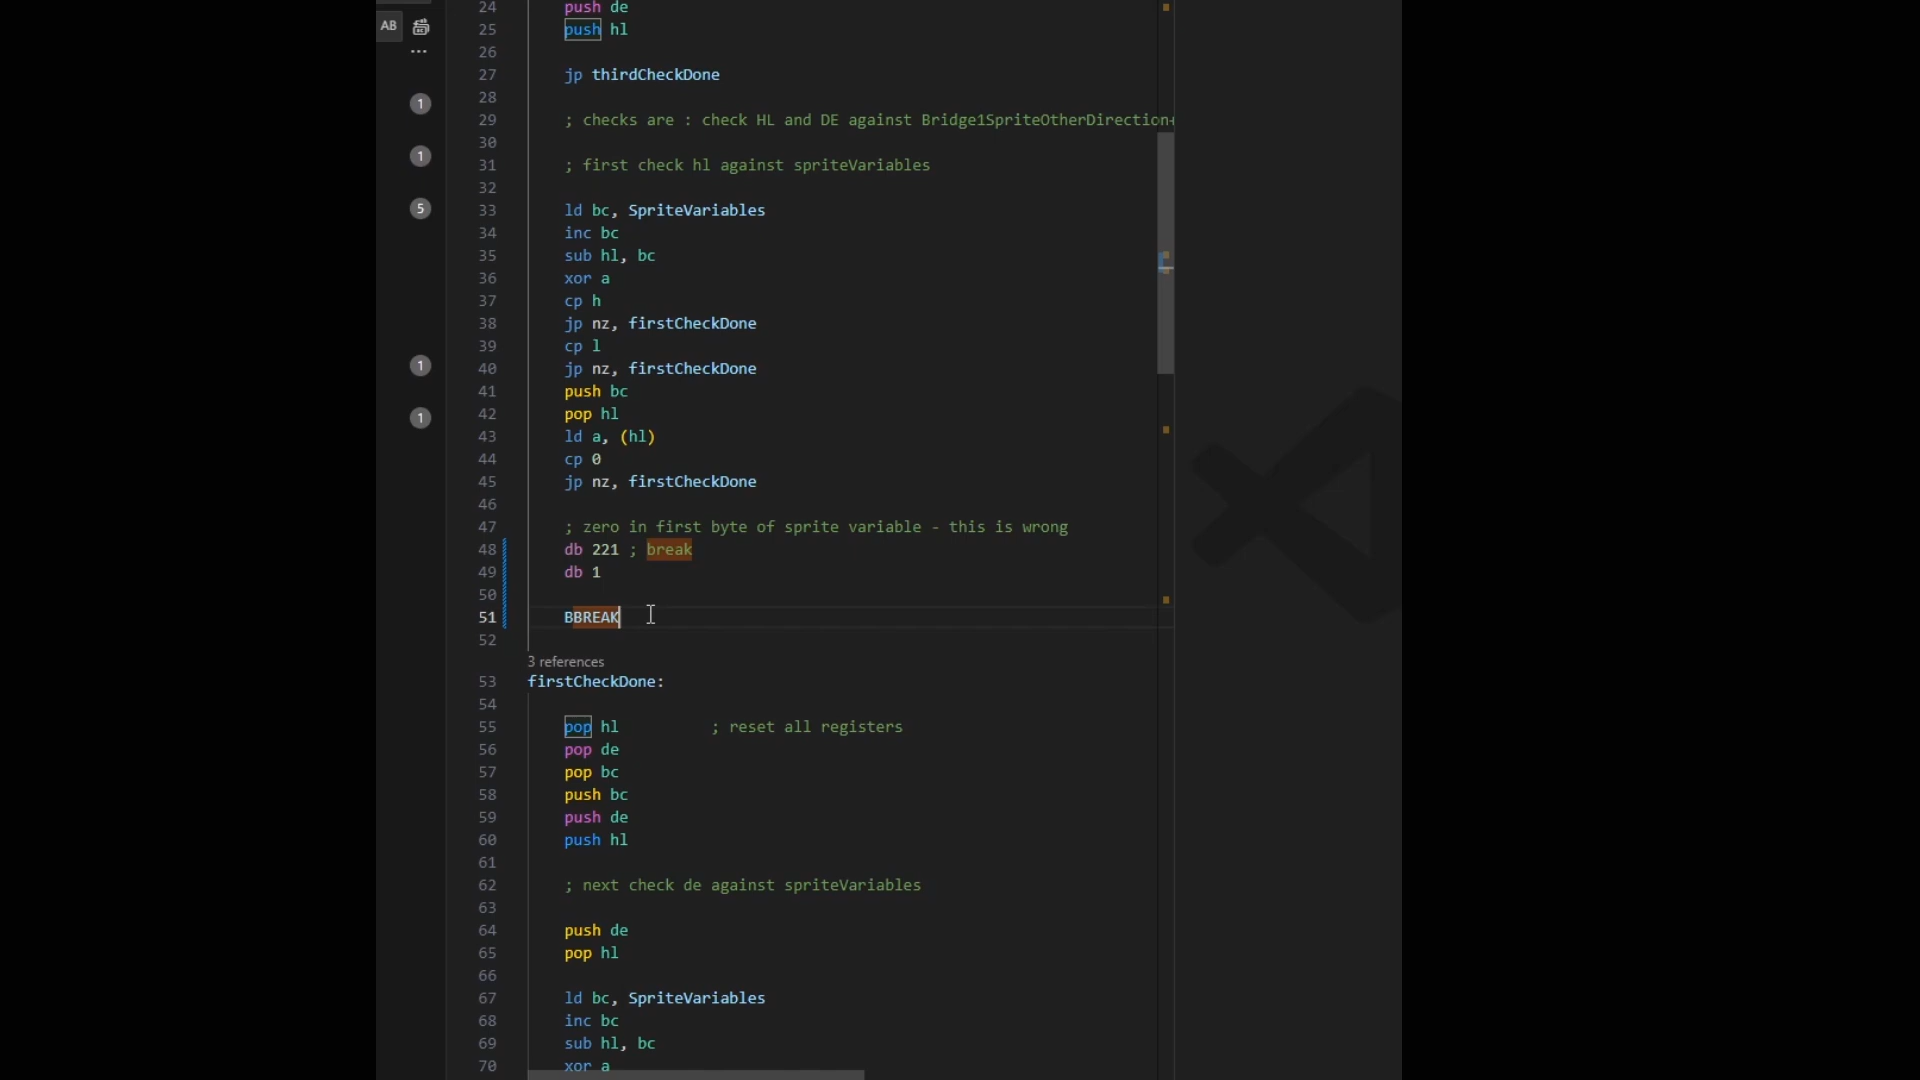 AB
24 push de
25 push hl
26
27 jp thirdCheckDone
28
29 ; checks are : check HL and DE against Bridge1SpriteOtherDirection+
30
31 ; first check hl against spriteVariables
32
33 ld bc, SpriteVariables
34 inc bc
35 sub hl, bc
36 xor a
37 cp h
38 jp nz, firstCheckDone
39 cp l
40 jp nz, firstCheckDone
41 push bc
42 pop hl
43 ld a, (hl)
44 cp 0
45 jp nz, firstCheckDone
46
47 ; zero in first byte of sprite variable - this is wrong
48 db 221 ; break
49 db 1
50
51 BBREAK
52
3 references
53 firstCheckDone:
54
55 pop hl ; reset all registers
56 pop de
57 pop bc
58 push bc
59 push de
60 push hl
61
62 ; next check de against spriteVariables
63
64 push de
65 pop hl
66
67 ld bc, SpriteVariables
68 inc bc
69 sub hl, bc
70 xor a
1
1
5
1
1